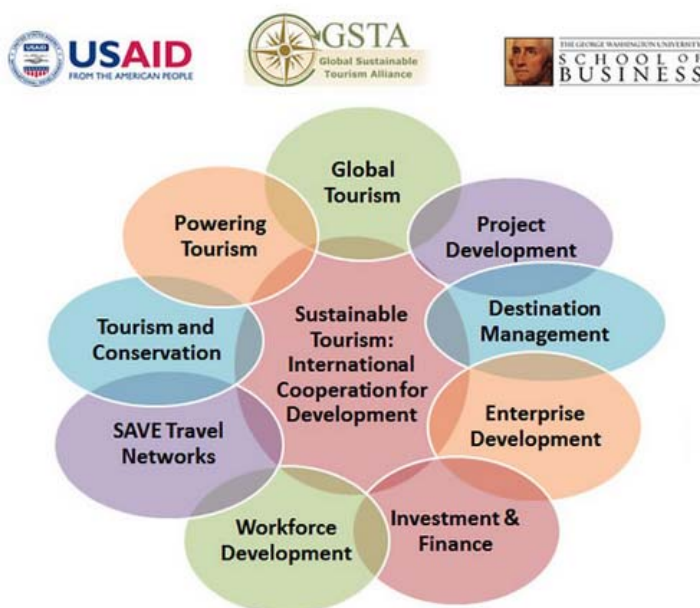 USAID
FROM THE AMERICAN PEOPLE
GSTA
Global Sustainable
Tourism Alliance
THE GEORGE WASHINGTON UNIVERSITY
SCHOOL OF
BUSINESS
Global
Tourism
Project
Development
Destination
Management
Enterprise
Development
Investment &
Finance
Workforce
Development
SAVE Travel
Networks
Tourism and
Conservation
Powering
Tourism
Sustainable
Tourism:
International
Cooperation for
Development